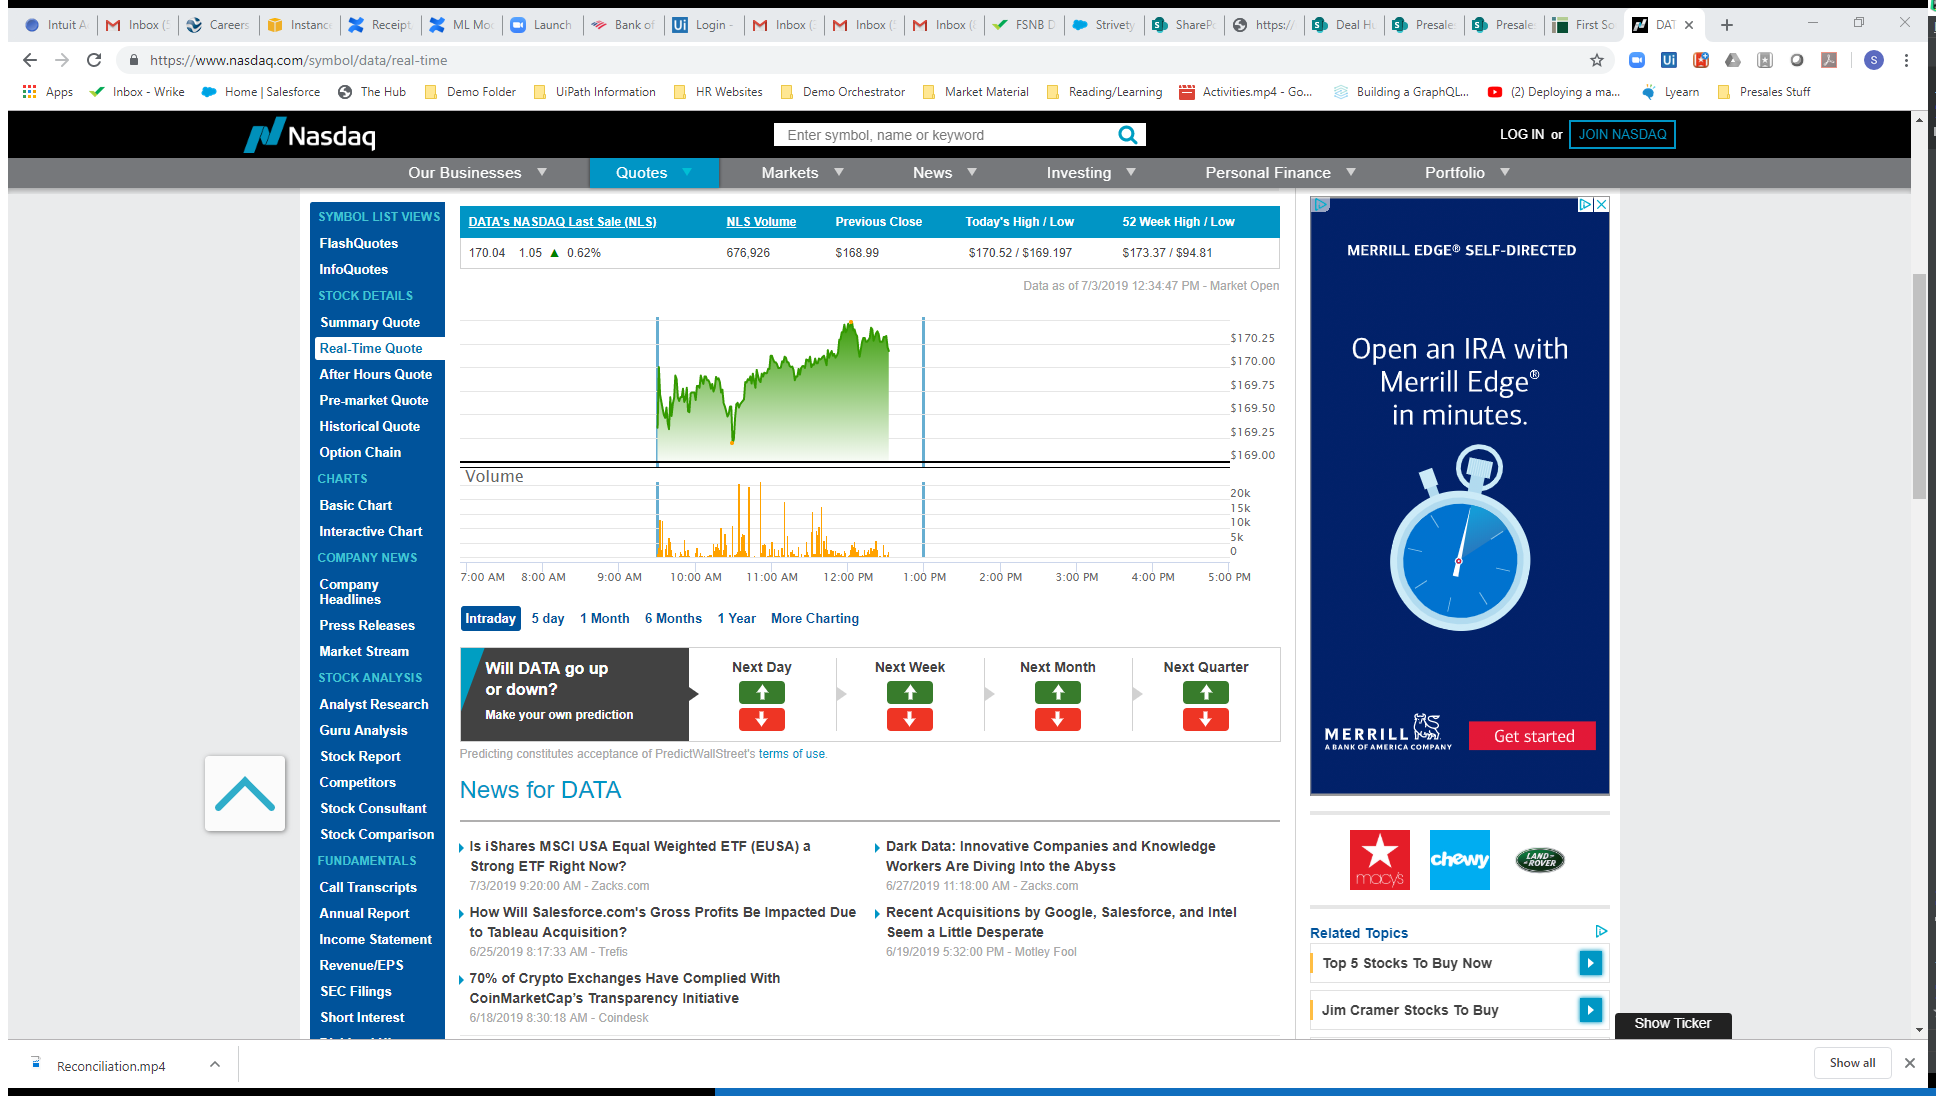 Intuit A
Inbox (5
Careers
Instance
Receipt
ML Mod
Launch
Bank of
Login -
Inbox (
Inbox (
Inbox (
FSNB D
Strivety
SharePo
https://
Deal Hu
Presale
Presale
First So
DAT
https://www.nasdaq.com/symbol/data/real-time
Apps
Inbox - Wrike
Home | Salesforce
The Hub
Demo Folder
UiPath Information
HR Websites
Demo Orchestrator
Market Material
Reading/Learning
Activities.mp4 - Go...
Building a GraphQL...
(2) Deploying a ma...
Lyearn
Presales Stuff
Nasdaq
Enter symbol, name or keyword
LOG IN or JOIN NASDAQ
Our Businesses
Quotes
Markets
News
Investing
Personal Finance
Portfolio
SYMBOL LIST VIEWS
FlashQuotes
InfoQuotes
STOCK DETAILS
Summary Quote
Real-Time Quote
After Hours Quote
Pre-market Quote
Historical Quote
Option Chain
CHARTS
Basic Chart
Interactive Chart
COMPANY NEWS
Company
Headlines
Press Releases
Market Stream
STOCK ANALYSIS
Analyst Research
Guru Analysis
Stock Report
Competitors
Stock Consultant
Stock Comparison
FUNDAMENTALS
Call Transcripts
Annual Report
Income Statement
Revenue/EPS
SEC Filings
Short Interest
DATA's NASDAQ Last Sale (NLS) NLS Volume Previous Close Today's High / Low 52 Week High / Low
170.04 1.05 ▲ 0.62% 676,926 $168.99 $170.52 / $169.197 $173.37 / $94.81
Data as of 7/3/2019 12:34:47 PM - Market Open
$170.25
$170.00
$169.75
$169.50
$169.25
$169.00
Volume
20k
15k
10k
5k
0
7:00 AM 8:00 AM 9:00 AM 10:00 AM 11:00 AM 12:00 PM 1:00 PM 2:00 PM 3:00 PM 4:00 PM 5:00 PM
Intraday 5 day 1 Month 6 Months 1 Year More Charting
Will DATA go up
or down?
Make your own prediction
Next Day
Next Week
Next Month
Next Quarter
Predicting constitutes acceptance of PredictWallStreet's terms of use.
News for DATA
Is iShares MSCI USA Equal Weighted ETF (EUSA) a
Strong ETF Right Now?
7/3/2019 9:20:00 AM - Zacks.com
How Will Salesforce.com's Gross Profits Be Impacted Due
to Tableau Acquisition?
6/25/2019 8:17:33 AM - Trefis
70% of Crypto Exchanges Have Complied With
CoinMarketCap's Transparency Initiative
6/18/2019 8:30:18 AM - Coindesk
Dark Data: Innovative Companies and Knowledge
Workers Are Diving Into the Abyss
6/27/2019 11:18:00 AM - Zacks.com
Recent Acquisitions by Google, Salesforce, and Intel
Seem a Little Desperate
6/19/2019 5:32:00 PM - Motley Fool
MERRILL EDGE® SELF-DIRECTED
Open an IRA with
Merrill Edge®
in minutes.
MERRILL
A BANK OF AMERICA COMPANY
Get started
macy's
chewy
LAND-
ROVER
Related Topics
Top 5 Stocks To Buy Now
Jim Cramer Stocks To Buy
Show Ticker
Reconciliation.mp4
Show all